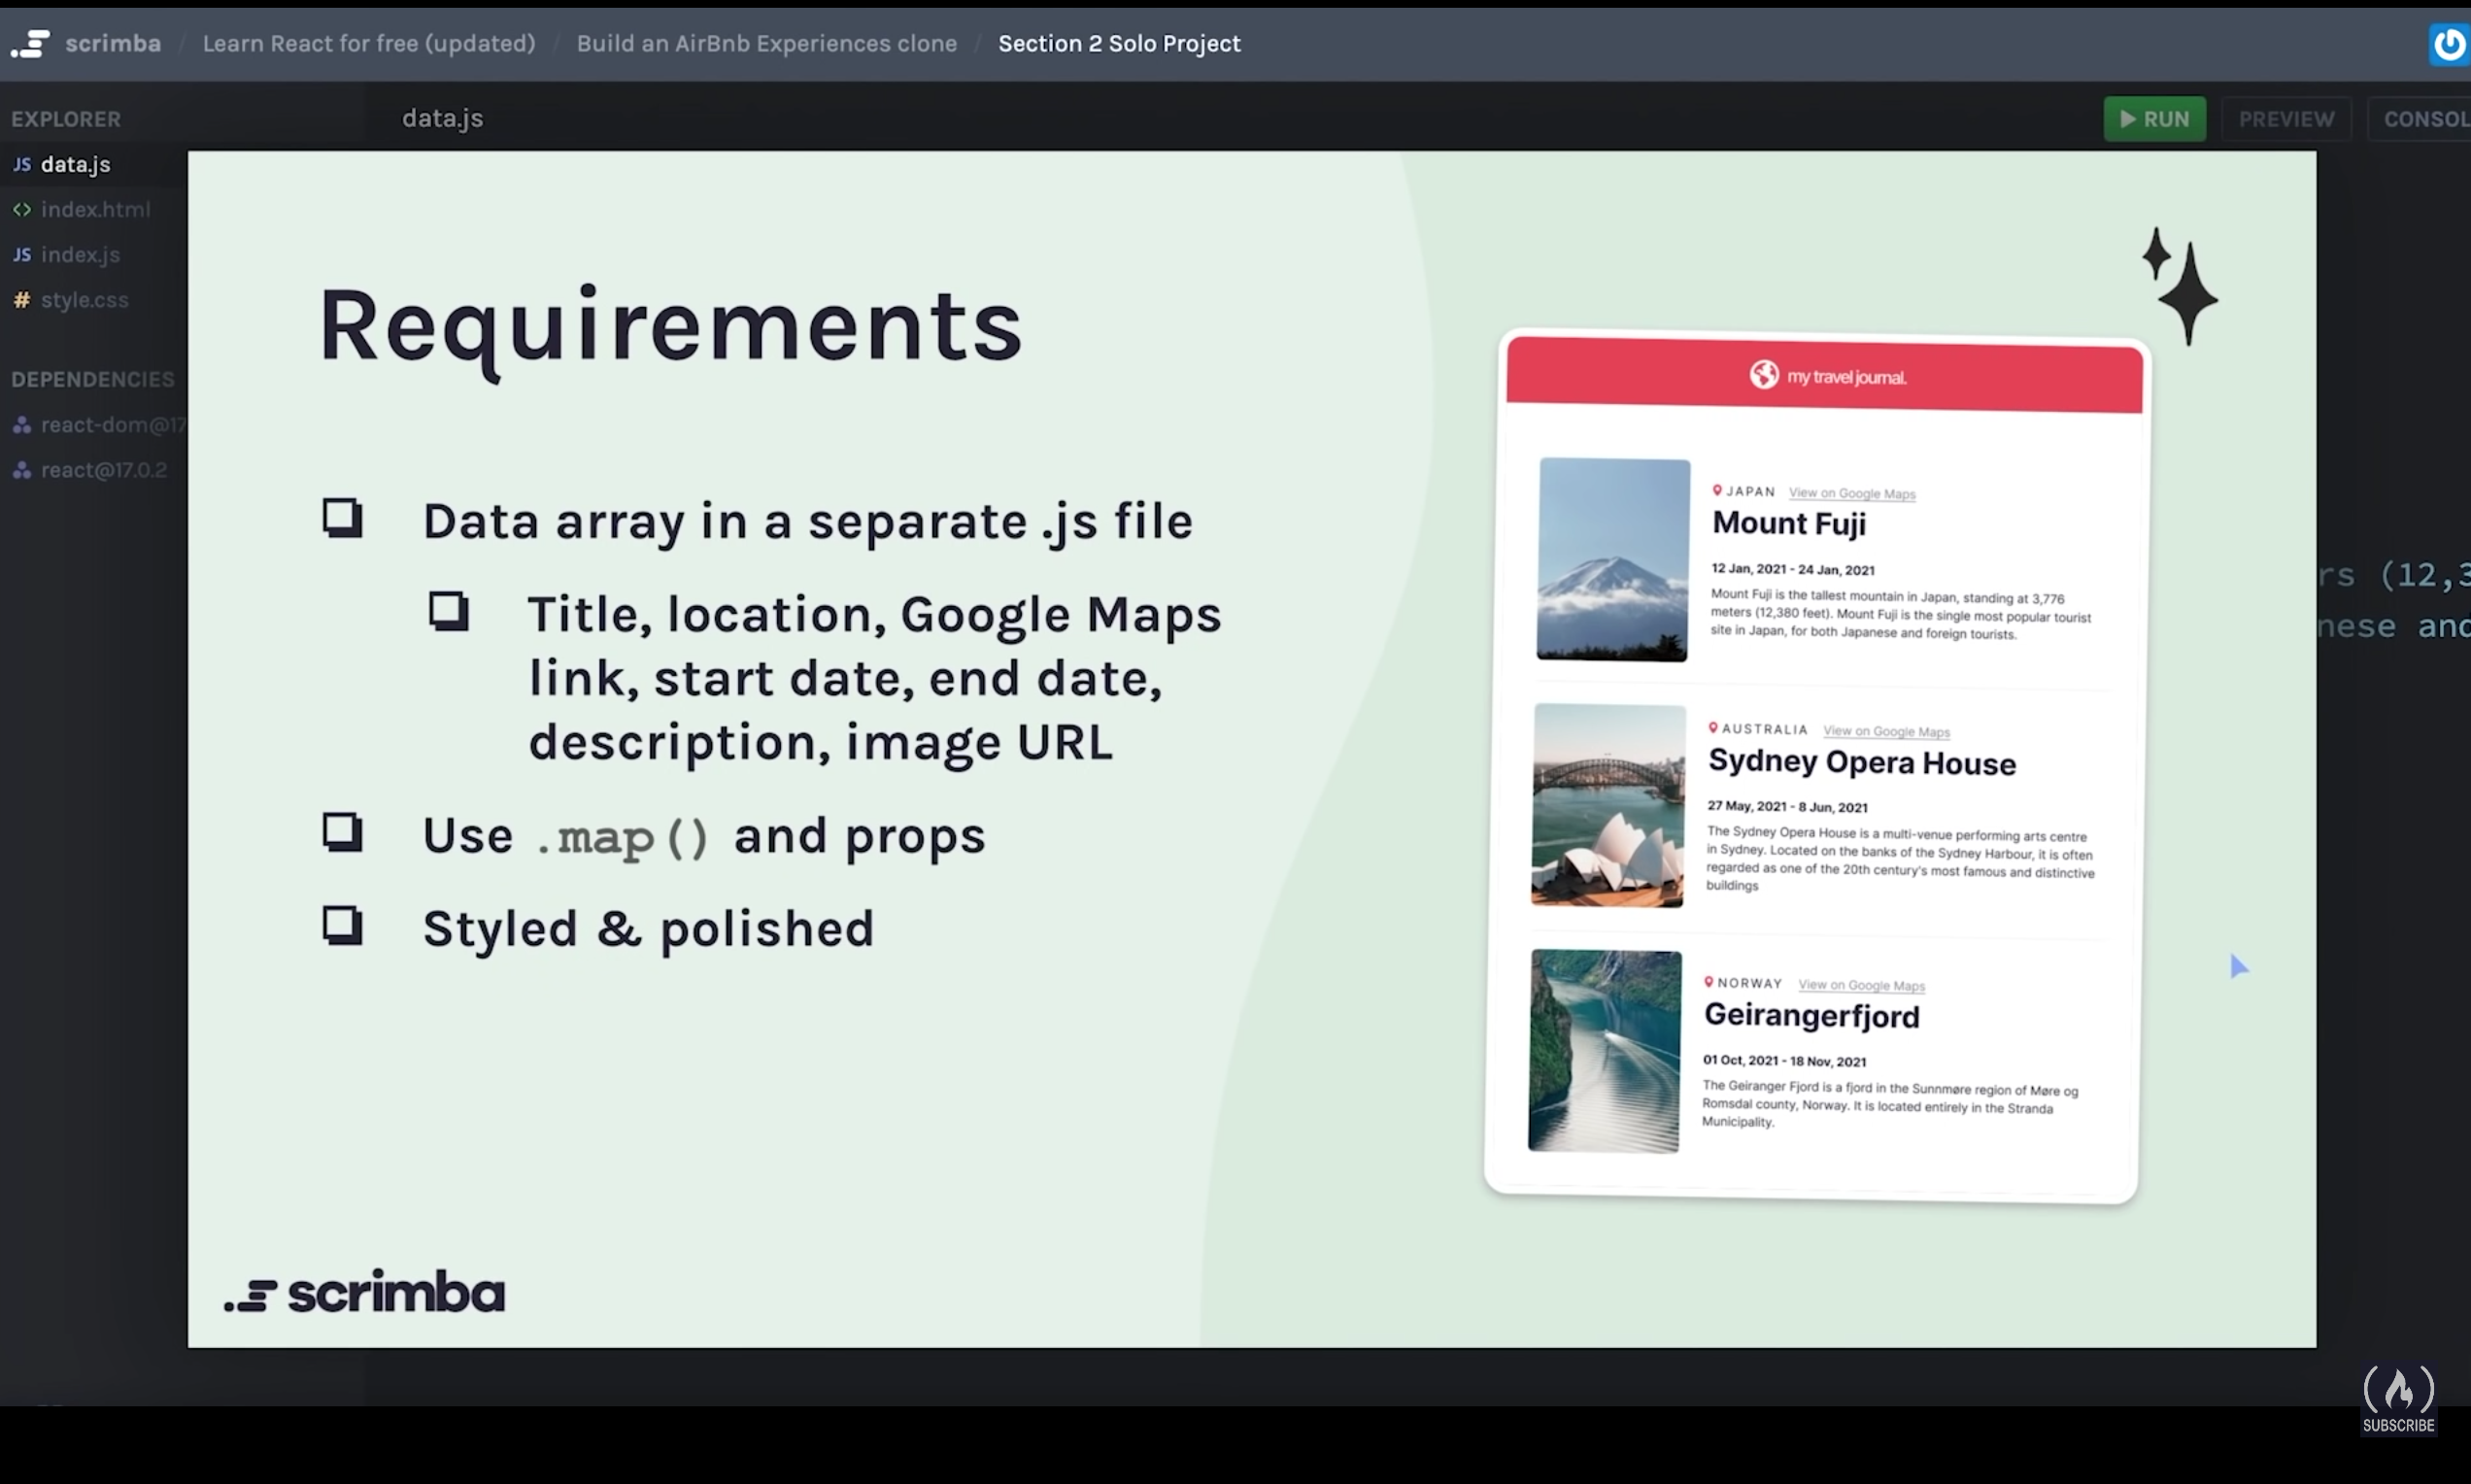 scrimba / Learn React for free (updated) / Build an AirBnb Experiences clone / Section 2 Solo Project
EXPLORER
data.js
RUN
PREVIEW
CONSOL
JS data.js
<> index.html
JS index.js
# style.css
DEPENDENCIES
react-dom@17
react@17.0.2
rs (12,3
nese and
Requirements
Data array in a separate .js file
Title, location, Google Maps
link, start date, end date,
description, image URL
Use .map() and props
Styled & polished
scrimba
my travel journal.
JAPAN View on Google Maps
Mount Fuji
12 Jan, 2021 - 24 Jan, 2021
Mount Fuji is the tallest mountain in Japan, standing at 3,776
meters (12,380 feet). Mount Fuji is the single most popular tourist
site in Japan, for both Japanese and foreign tourists.
AUSTRALIA View on Google Maps
Sydney Opera House
27 May, 2021 - 8 Jun, 2021
The Sydney Opera House is a multi-venue performing arts centre
in Sydney. Located on the banks of the Sydney Harbour, it is often
regarded as one of the 20th century's most famous and distinctive
buildings
NORWAY View on Google Maps
Geirangerfjord
01 Oct, 2021 - 18 Nov, 2021
The Geiranger Fjord is a fjord in the Sunnmøre region of Møre og
Romsdal county, Norway. It is located entirely in the Stranda
Municipality.
SUBSCRIBE